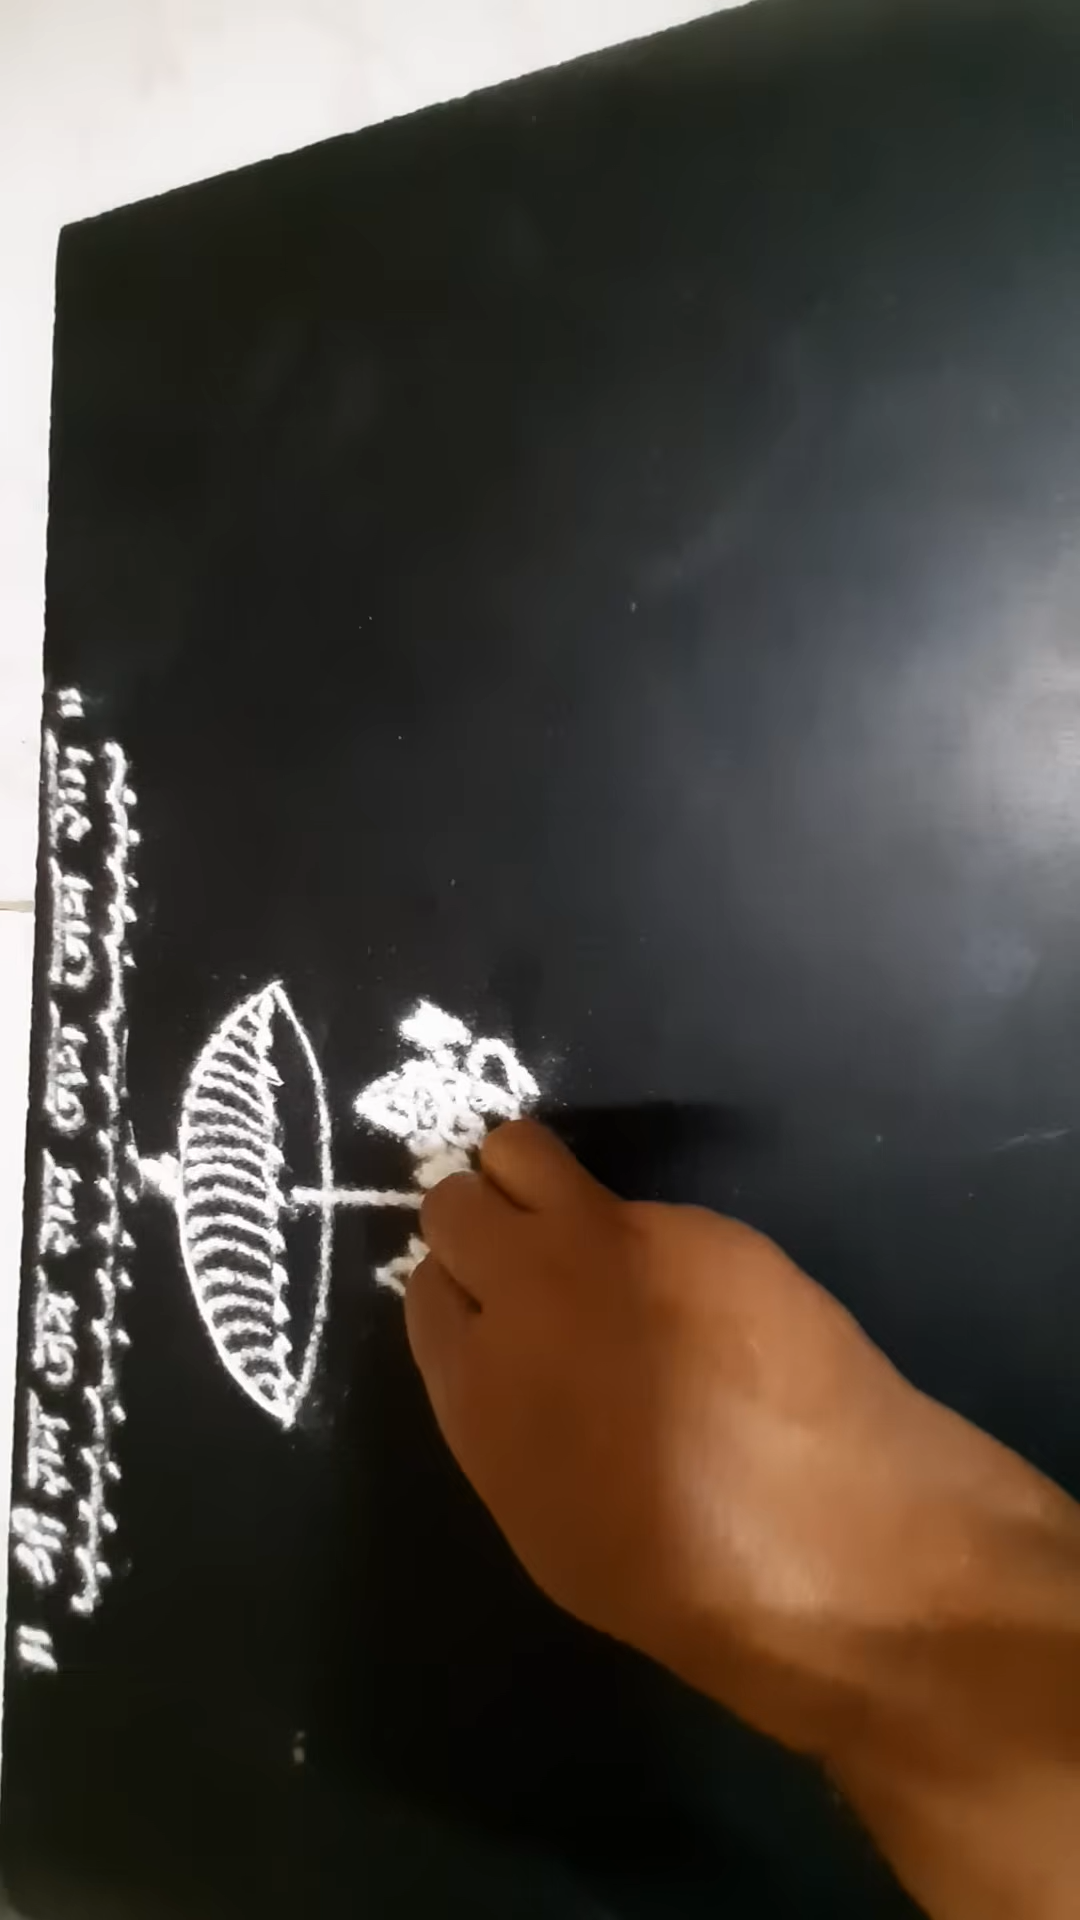 ॥ श्री राम जय राम जय जय राम ॥